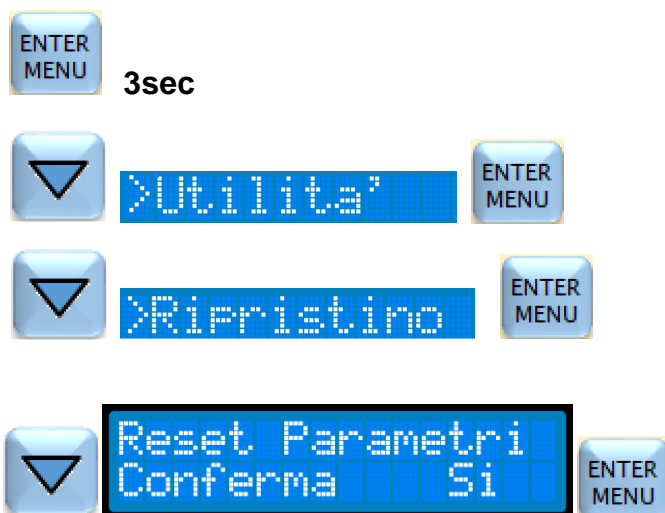 ENTER
MENU
3sec
>Utilita'
ENTER
MENU
>Ripristino
ENTER
MENU
Reset Parametri
Conferma Si
ENTER
MENU